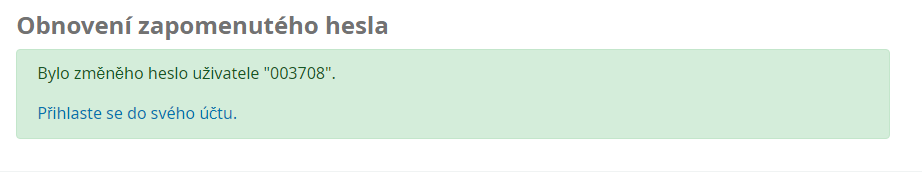 Obnovení zapomenutého hesla
Bylo změněho heslo uživatele "003708".
Přihlaste se do svého účtu.